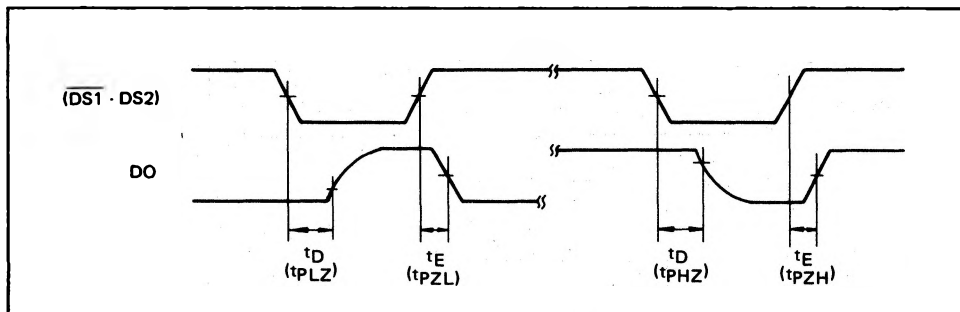 (DS1 · DS2)
DO
tD
(tPLZ)
tE
(tPZL)
tD
(tPHZ)
tE
(tPZH)